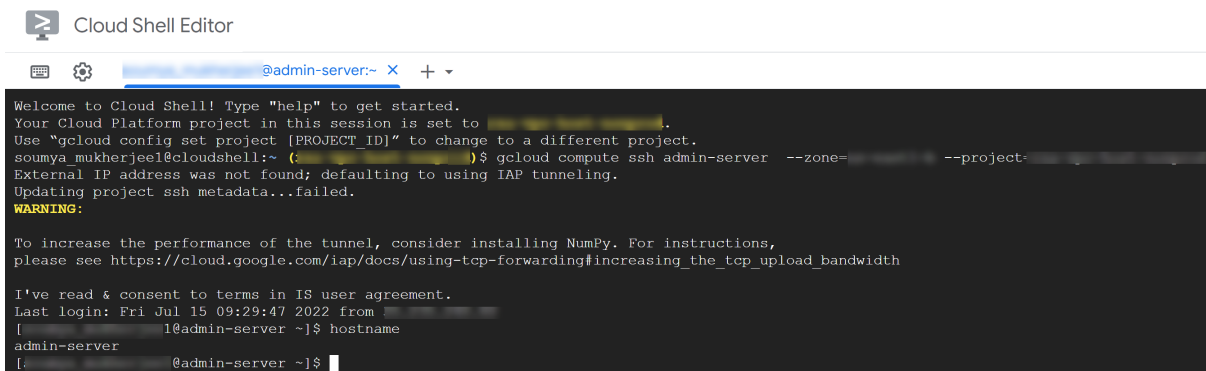 Cloud Shell Editor
@admin-server:~ ×
Welcome to Cloud Shell! Type "help" to get started.
Your Cloud Platform project in this session is set to .
Use “gcloud config set project [PROJECT_ID]” to change to a different project.
soumya_mukherjee1@cloudshell:~ ()$ gcloud compute ssh admin-server --zone= --project=
External IP address was not found; defaulting to using IAP tunneling.
Updating project ssh metadata...failed.
WARNING:
To increase the performance of the tunnel, consider installing NumPy. For instructions,
please see https://cloud.google.com/iap/docs/using-tcp-forwarding#increasing_the_tcp_upload_bandwidth
I've read & consent to terms in IS user agreement.
Last login: Fri Jul 15 09:29:47 2022 from
[ 1@admin-server ~]$ hostname
admin-server
[ @admin-server ~]$